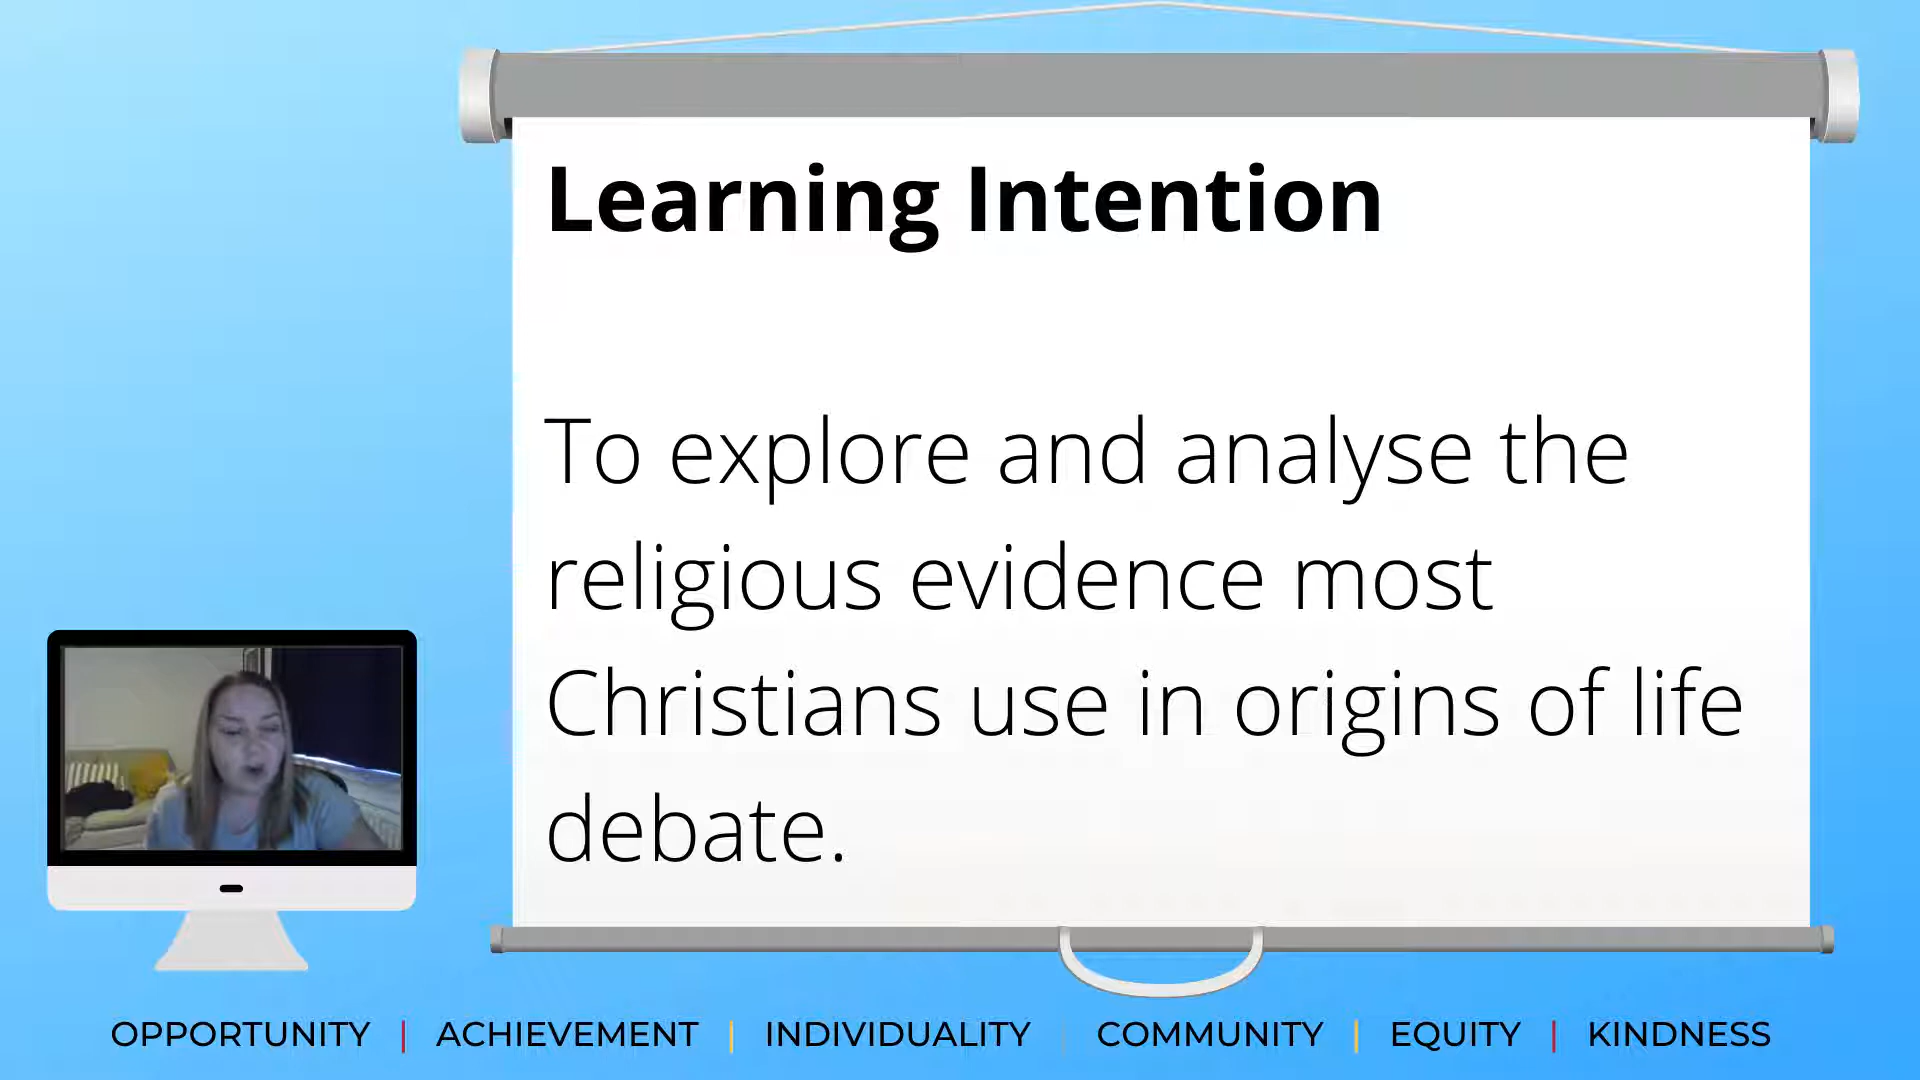 Learning Intention
To explore and analyse the
religious evidence most
Christians use in origins of life
debate.
OPPORTUNITY | ACHIEVEMENT | INDIVIDUALITY | COMMUNITY | EQUITY | KINDNESS